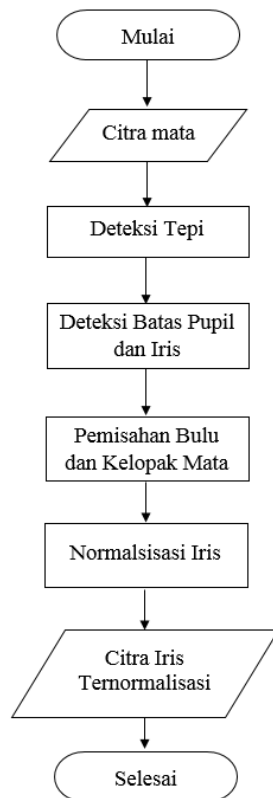 Mulai
Citra mata
Deteksi Tepi
Deteksi Batas Pupil
dan Iris
Pemisahan Bulu
dan Kelopak Mata
Normalsisasi Iris
Citra Iris
Ternormalisasi
Selesai